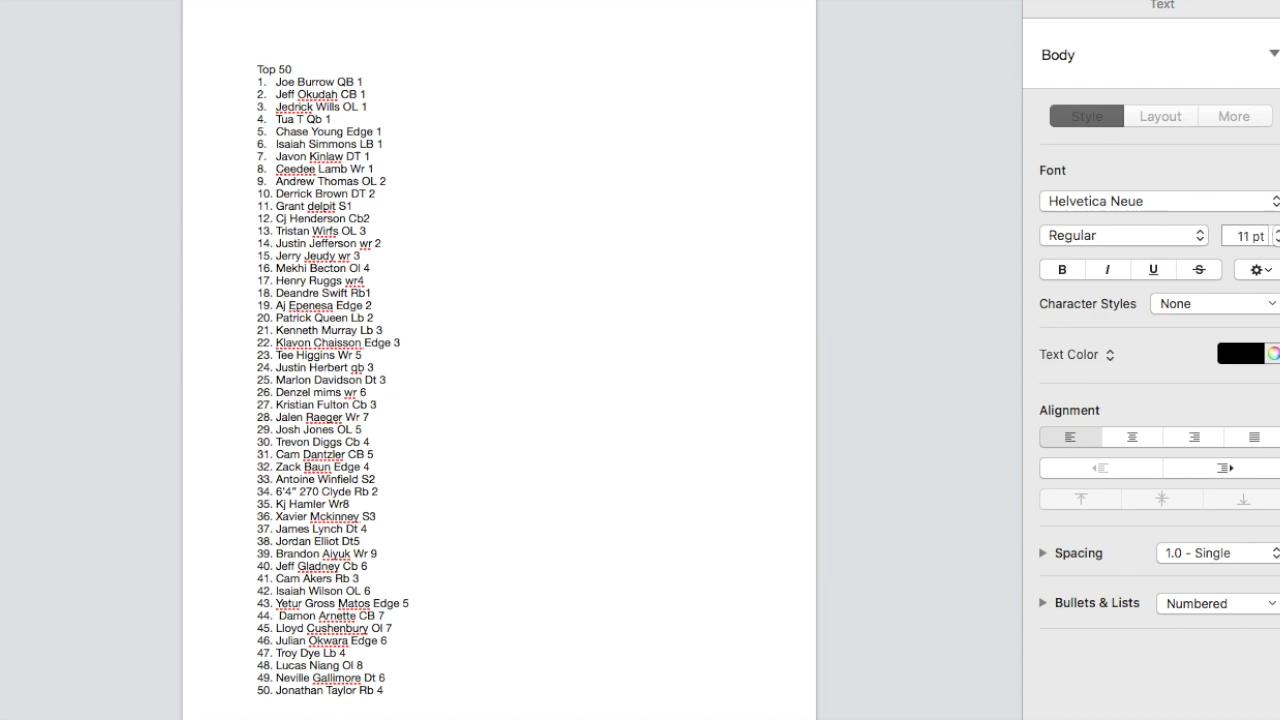 Text
Top 50
1. Joe Burrow QB 1
2. Jeff Okudah CB 1
3. Jedrick Wills OL 1
4. Tua T Qb 1
5. Chase Young Edge 1
6. Isaiah Simmons LB 1
7. Javon Kinlaw DT 1
8. Ceedee Lamb Wr 1
9. Andrew Thomas OL 2
10. Derrick Brown DT 2
11. Grant delpit S1
12. Cj Henderson Cb2
13. Tristan Wirfs OL 3
14. Justin Jefferson wr 2
15. Jerry Jeudy wr 3
16. Mekhi Becton Ol 4
17. Henry Ruggs wr4
18. Deandre Swift Rb1
19. Aj Epenesa Edge 2
20. Patrick Queen Lb 2
21. Kenneth Murray Lb 3
22. Klavon Chaisson Edge 3
23. Tee Higgins Wr 5
24. Justin Herbert qb 3
25. Marlon Davidson Dt 3
26. Denzel mims wr 6
27. Kristian Fulton Cb 3
28. Jalen Raeger Wr 7
29. Josh Jones OL 5
30. Trevon Diggs Cb 4
31. Cam Dantzler CB 5
32. Zack Baun Edge 4
33. Antoine Winfield S2
34. 6'4" 270 Clyde Rb 2
35. Kj Hamler Wr8
36. Xavier Mckinney S3
37. James Lynch Dt 4
38. Jordan Elliot Dt5
39. Brandon Aiyuk Wr 9
40. Jeff Gladney Cb 6
41. Cam Akers Rb 3
42. Isaiah Wilson OL 6
43. Yetur Gross Matos Edge 5
44. Damon Arnette CB 7
45. Lloyd Cushenbury Ol 7
46. Julian Okwara Edge 6
47. Troy Dye Lb 4
48. Lucas Niang Ol 8
49. Neville Gallimore Dt 6
50. Jonathan Taylor Rb 4
Body
Style Layout More
Font
Helvetica Neue
Regular 11 pt
B I U S
Character Styles None
Text Color
Alignment
Spacing 1.0 - Single
Bullets & Lists Numbered